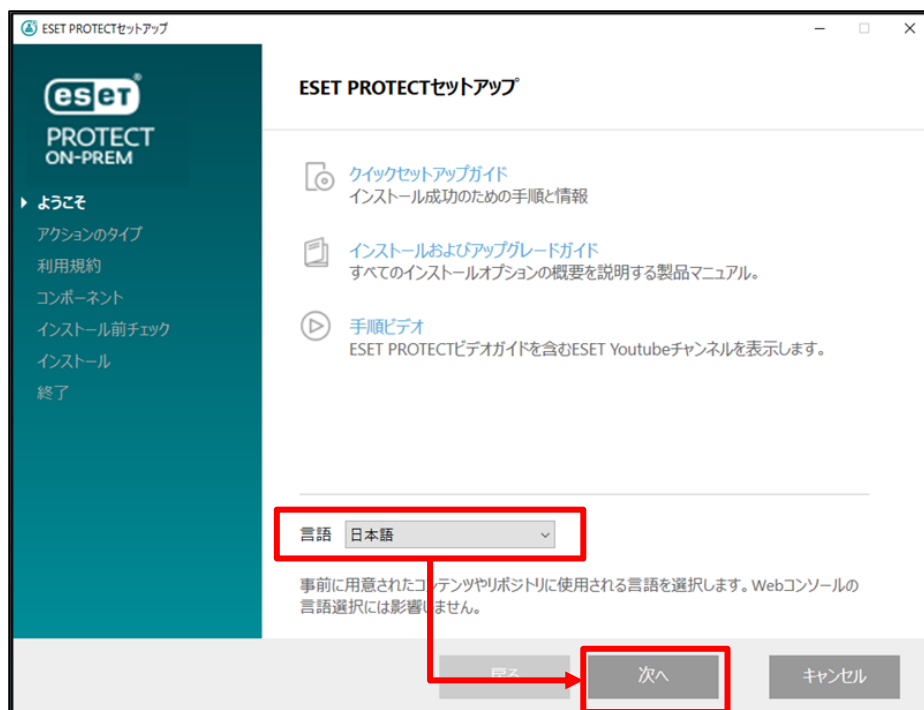 ESET PROTECTセットアップ
eseT®
PROTECT
ON-PREM
ようこそ
アクションのタイプ
利用規約
コンポーネント
インストール前チェック
インストール
終了
ESET PROTECTセットアップ
クイックセットアップガイド
インストール成功のための手順と情報
インストールおよびアップグレードガイド
すべてのインストールオプションの概要を説明する製品マニュアル。
手順ビデオ
ESET PROTECTビデオガイドを含むESET Youtubeチャンネルを表示します。
言語 日本語
事前に用意されたコンテンツやリポジトリに使用される言語を選択します。Webコンソールの
言語選択には影響しません。
戻る 次へ キャンセル